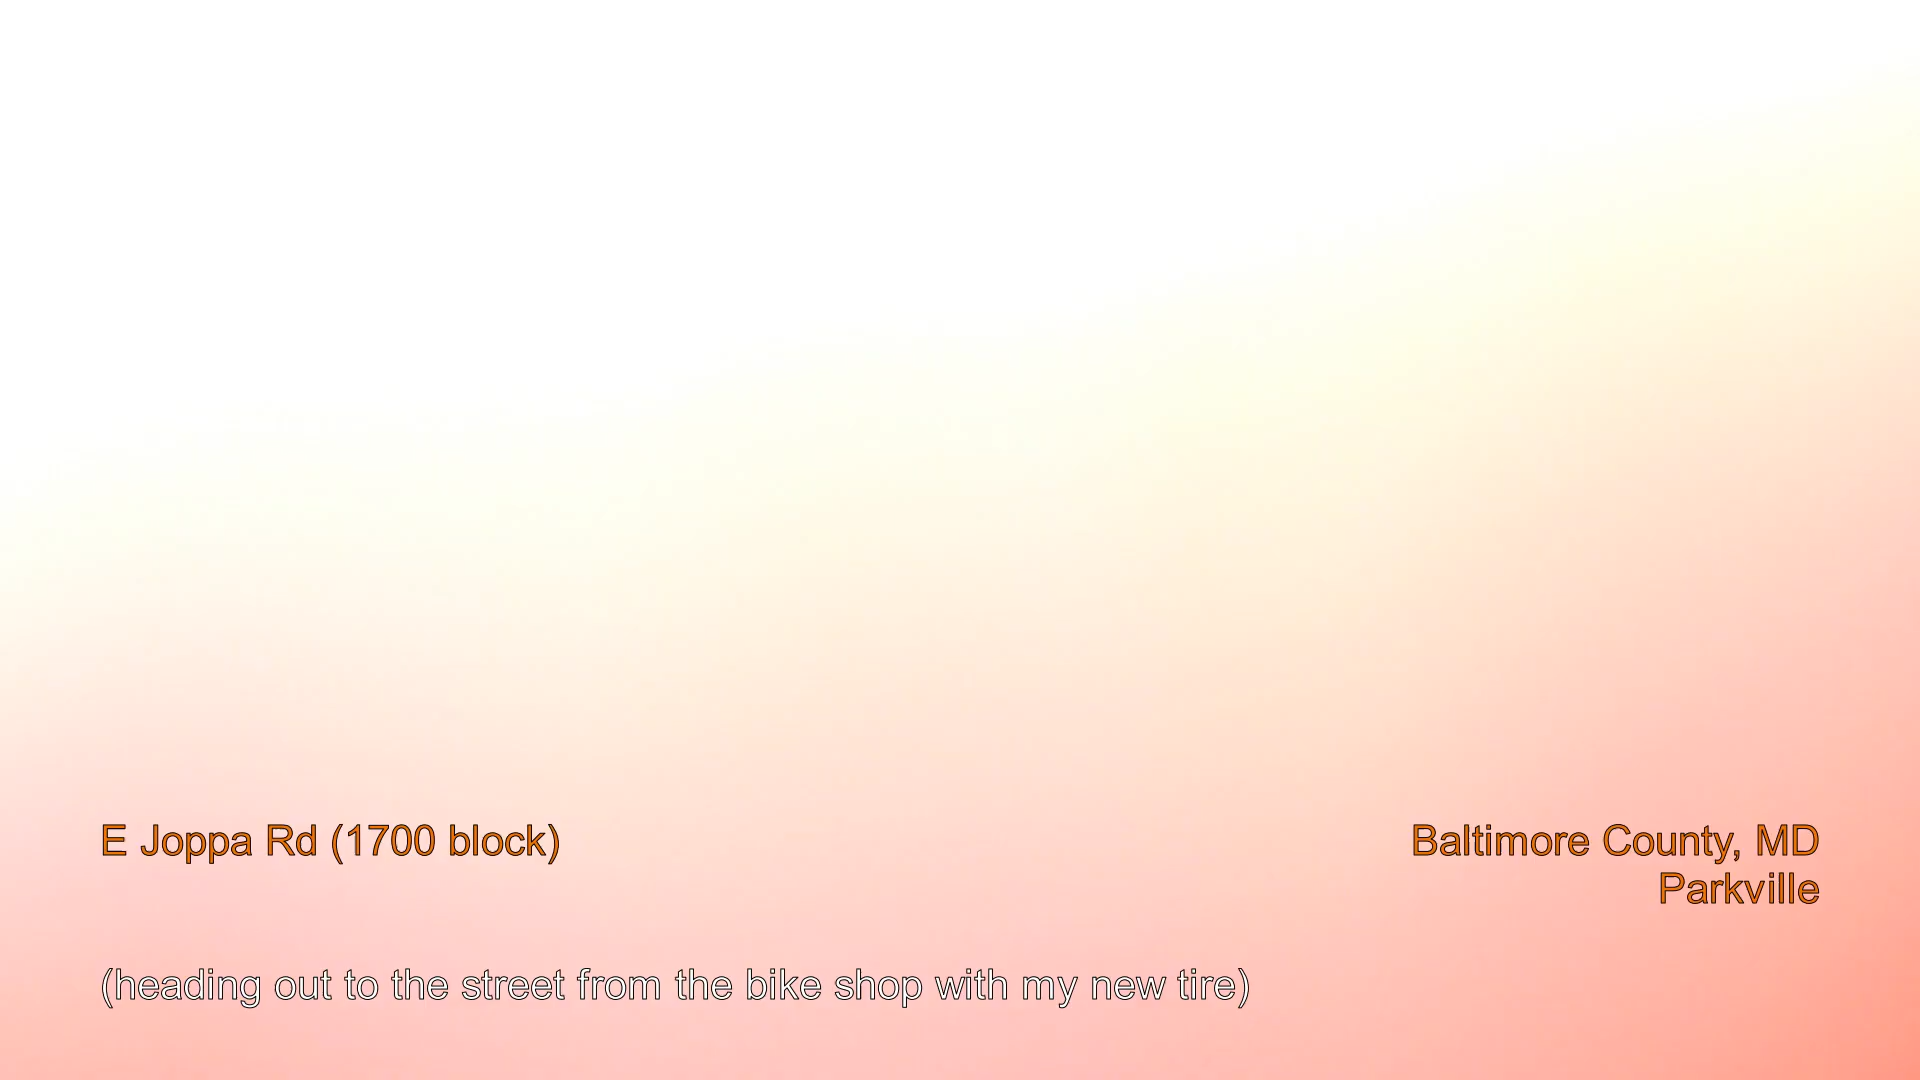 E Joppa Rd (1700 block)
Baltimore County, MD
Parkville
(heading out to the street from the bike shop with my new tire)